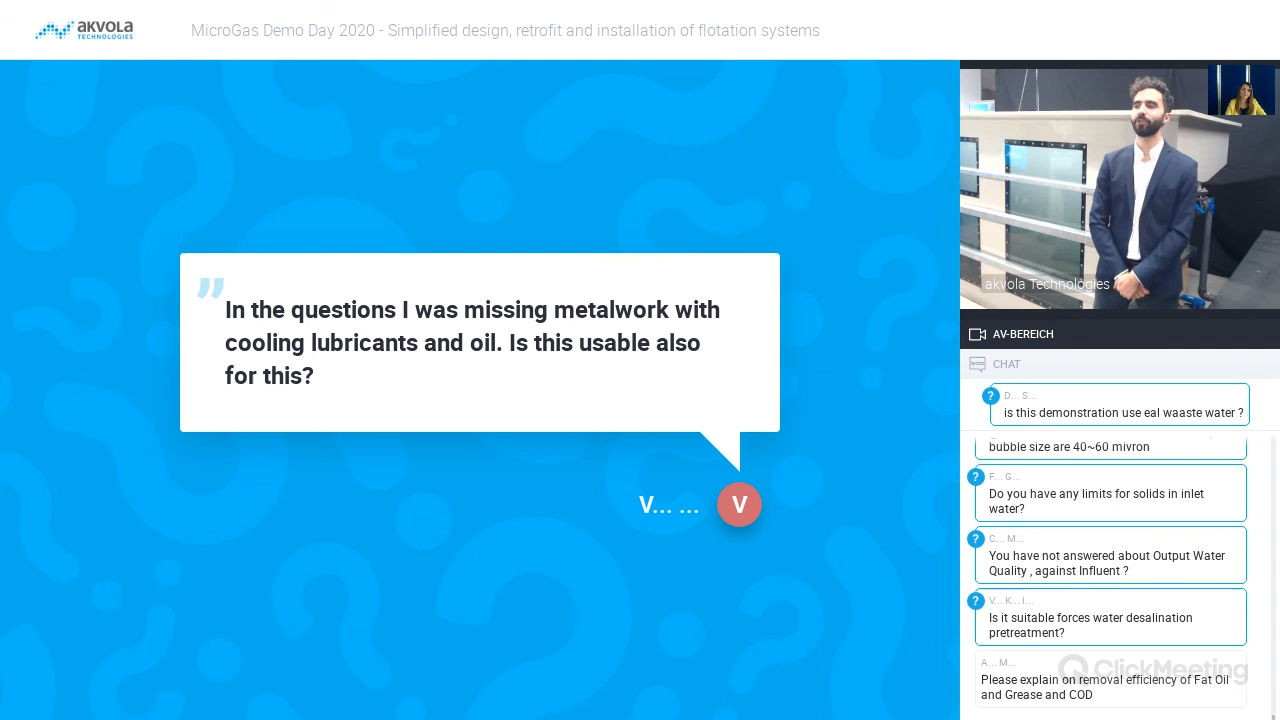 akvola
TECHNOLOGIES
MicroGas Demo Day 2020 - Simplified design, retrofit and installation of flotation systems
”
In the questions I was missing metalwork with
cooling lubricants and oil. Is this usable also
for this?
V... ...
V
akvola Technologies
AV-BEREICH
CHAT
?
D... S...
is this demonstration use eal waaste water ?
bubble size are 40~60 mivron
?
F... G...
Do you have any limits for solids in inlet
water?
?
C... M...
You have not answered about Output Water
Quality , against Influent ?
?
V... K... I...
Is it suitable forces water desalination
pretreatment?
A... M...
ClickMeeting
Please explain on removal efficiency of Fat Oil
and Grease and COD